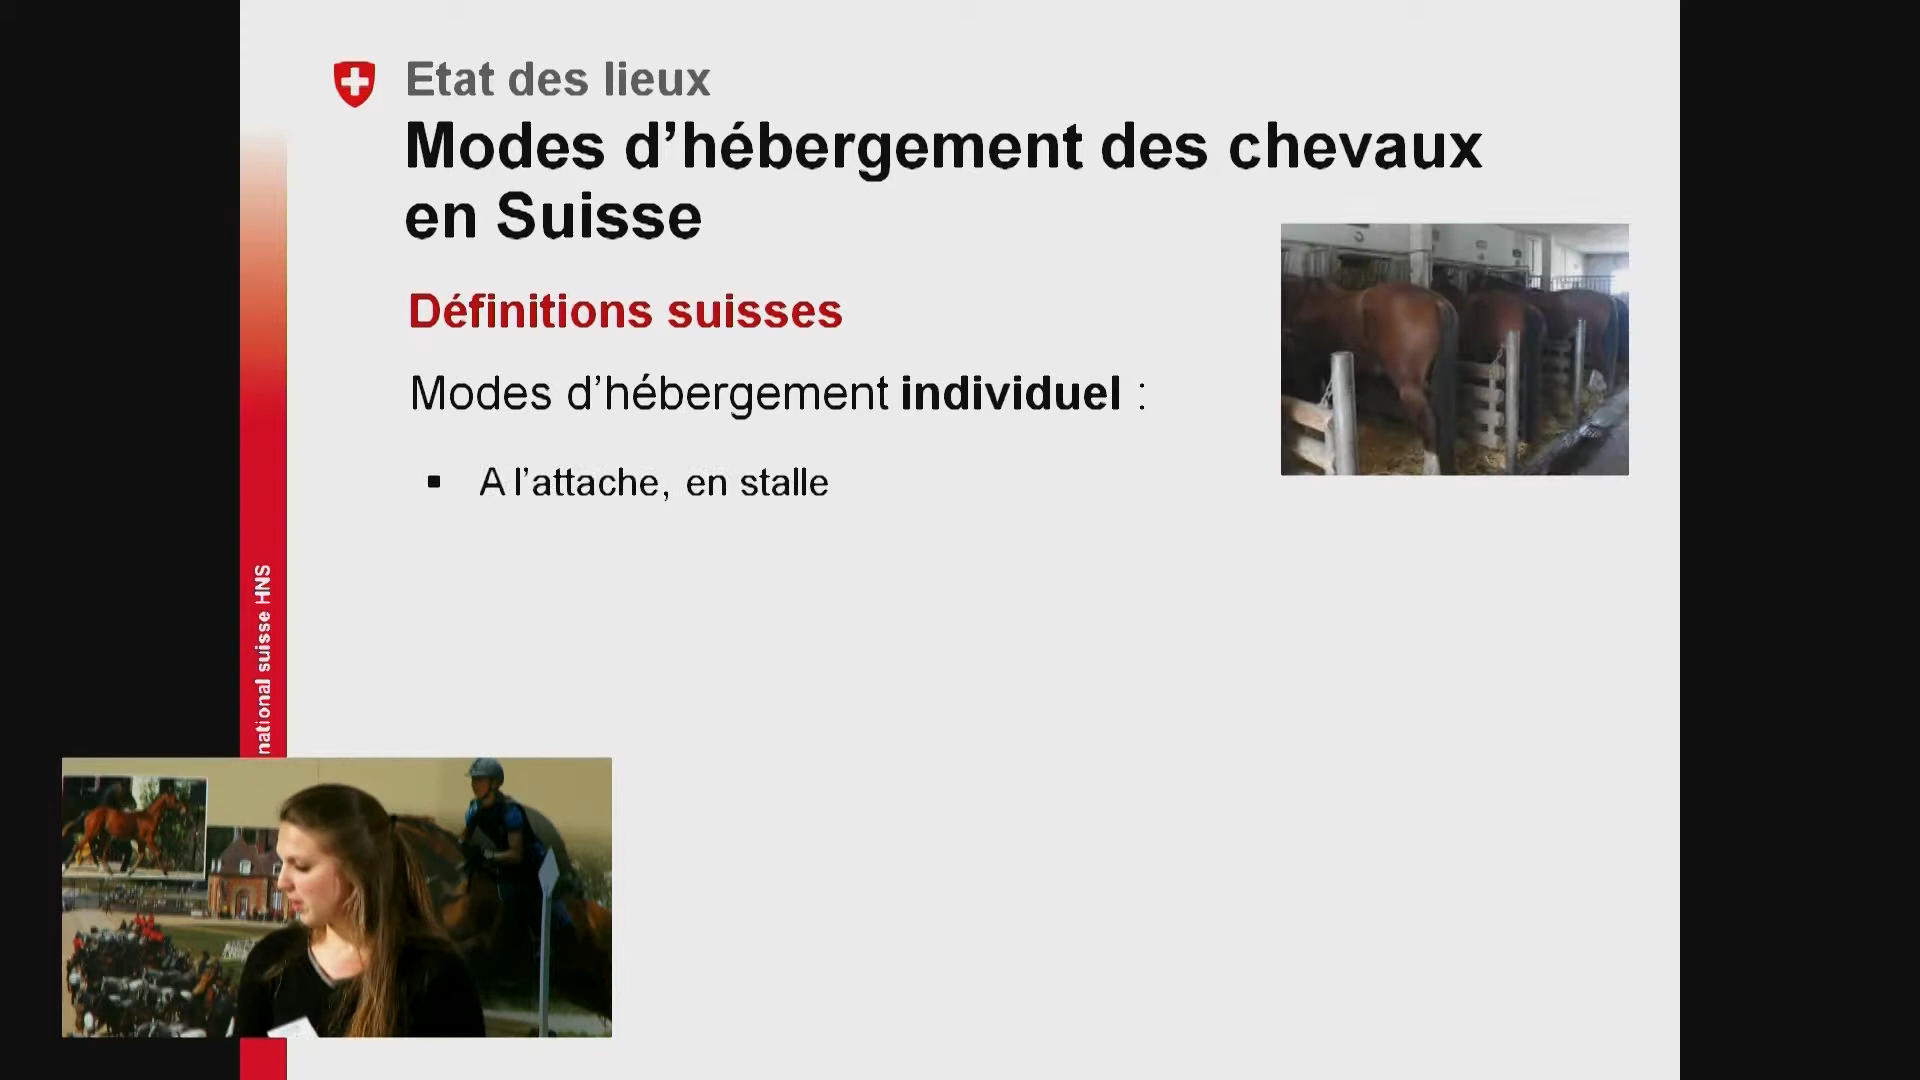 Etat des lieux
Modes d’hébergement des chevaux
en Suisse
Définitions suisses
Modes d’hébergement individuel :
▪ A l’attache, en stalle
national suisse HNS